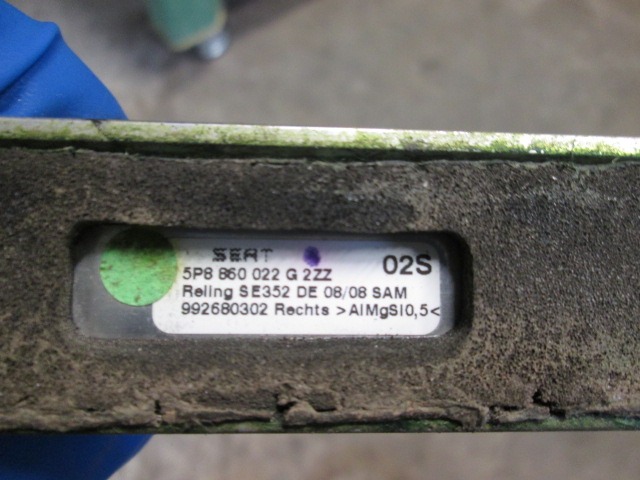 SEAT
5P8 860 022 G 2ZZ 02S
Reling SE352 DE 08/08 SAM
992680302 Rechts >AlMgSi0,5<